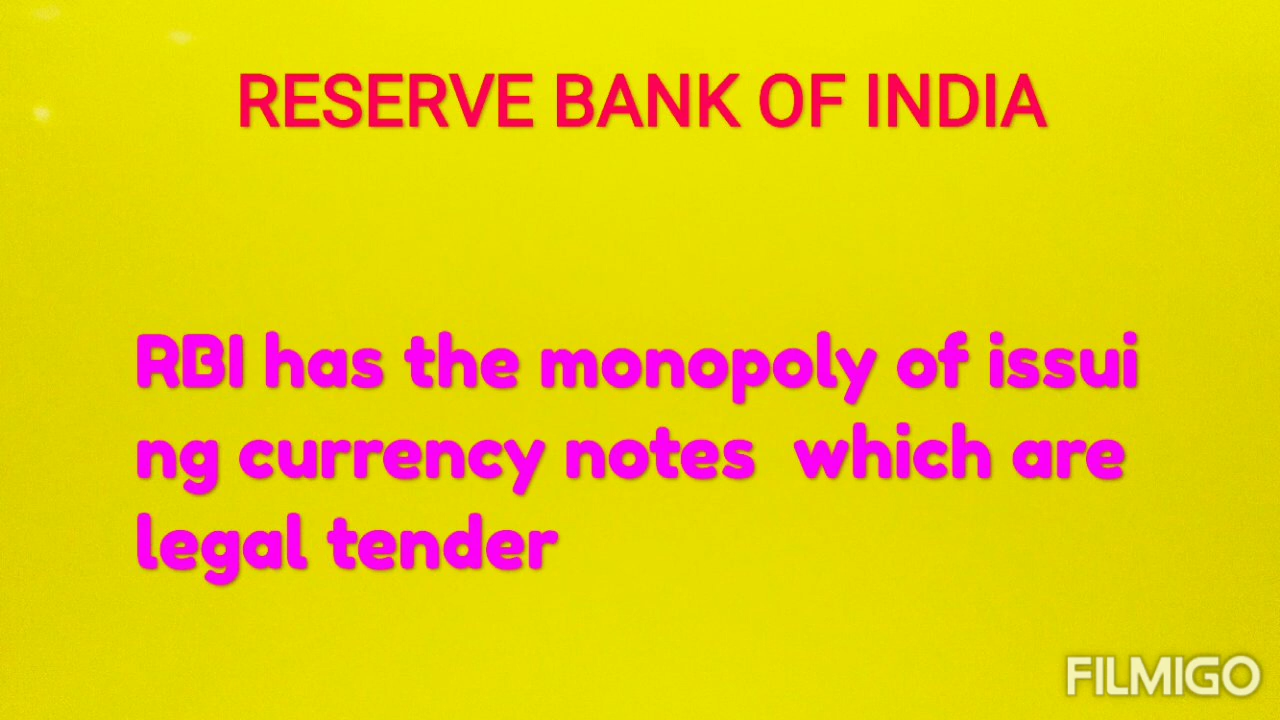 RESERVE BANK OF INDIA
RBI has the monopoly of issui
ng currency notes  which are
legal tender
FILMIGO